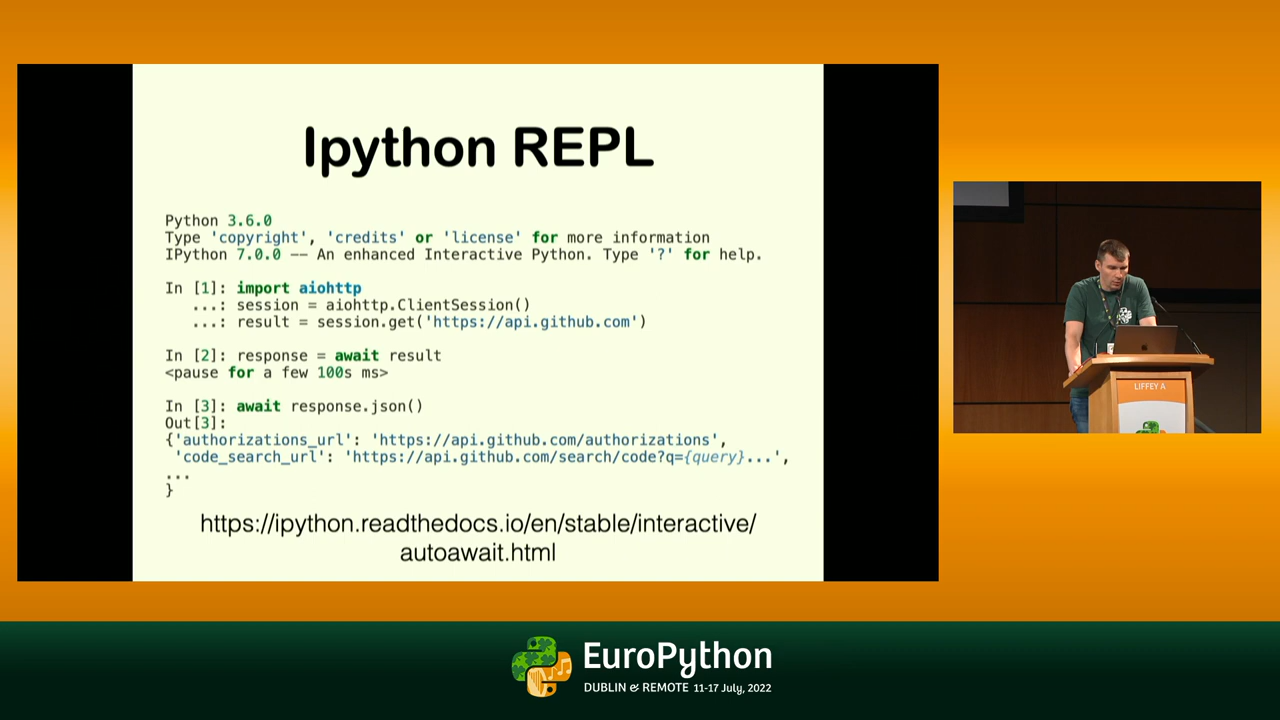 Ipython REPL
Python 3.6.0
Type 'copyright', 'credits' or 'license' for more information
IPython 7.0.0 –– An enhanced Interactive Python. Type '?' for help.
In [1]: import aiohttp
...: session = aiohttp.ClientSession()
...: result = session.get('https://api.github.com')
In [2]: response = await result
<pause for a few 100s ms>
In [3]: await response.json()
Out[3]:
{'authorizations_url': 'https://api.github.com/authorizations',
'code_search_url': 'https://api.github.com/search/code?q={query}...',
...
}
https://ipython.readthedocs.io/en/stable/interactive/
autoawait.html
LIFFEY A
EuroPython
DUBLIN & REMOTE 11-17 July, 2022